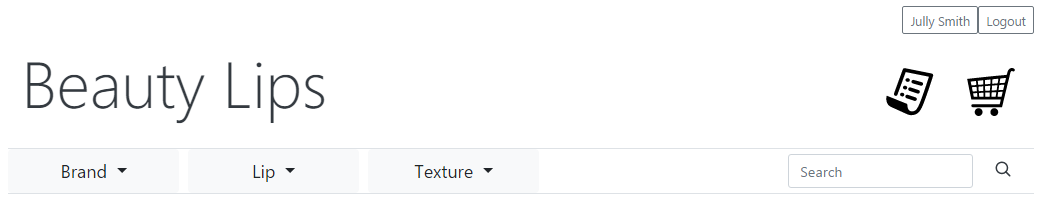 Jully Smith Logout
Beauty Lips
Brand Lip Texture Search